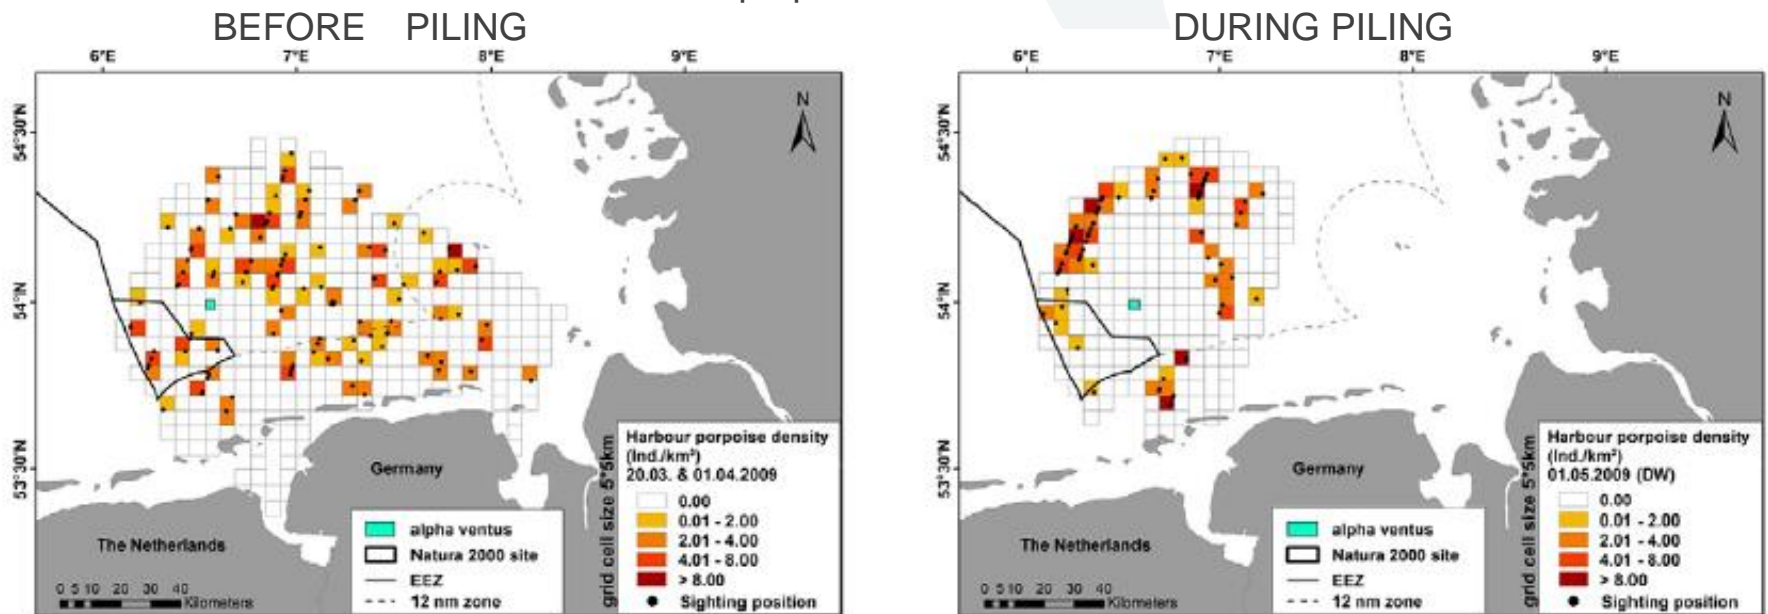 BEFORE PILING
6°E 7°E 8°E 9°E
N
54°30'N
54°N
53°30'N
Germany
The Netherlands
0 5 10 20 30 40
Kilometers
alpha ventus
Natura 2000 site
EEZ
12 nm zone
grid cell size 5*5km
Harbour porpoise density
(Ind./km²)
20.03. & 01.04.2009
0.00
0.01 - 2.00
2.01 - 4.00
4.01 - 8.00
> 8.00
Sighting position
DURING PILING
6°E 7°E 8°E 9°E
N
54°30'N
54°N
53°30'N
Germany
The Netherlands
0 5 10 20 30 40
Kilometers
alpha ventus
Natura 2000 site
EEZ
12 nm zone
grid cell size 5*5km
Harbour porpoise density
(Ind./km²)
01.05.2009 (DW)
0.00
0.01 - 2.00
2.01 - 4.00
4.01 - 8.00
> 8.00
Sighting position